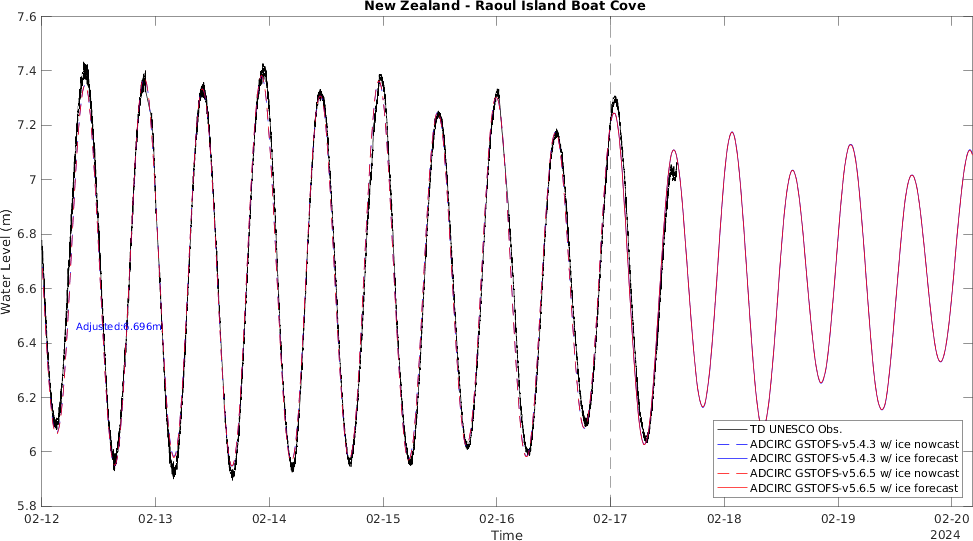 New Zealand - Raoul Island Boat Cove
7.6
7.4
7.2
7
6.8
6.6
6.4
6.2
6
5.8
Water Level (m)
Adjusted:6.696m
TD UNESCO Obs.
ADCIRC GSTOFS-v5.4.3 w/ ice nowcast
ADCIRC GSTOFS-v5.4.3 w/ ice forecast
ADCIRC GSTOFS-v5.6.5 w/ ice nowcast
ADCIRC GSTOFS-v5.6.5 w/ ice forecast
02-12 02-13 02-14 02-15 02-16 02-17 02-18 02-19 02-20
Time
2024